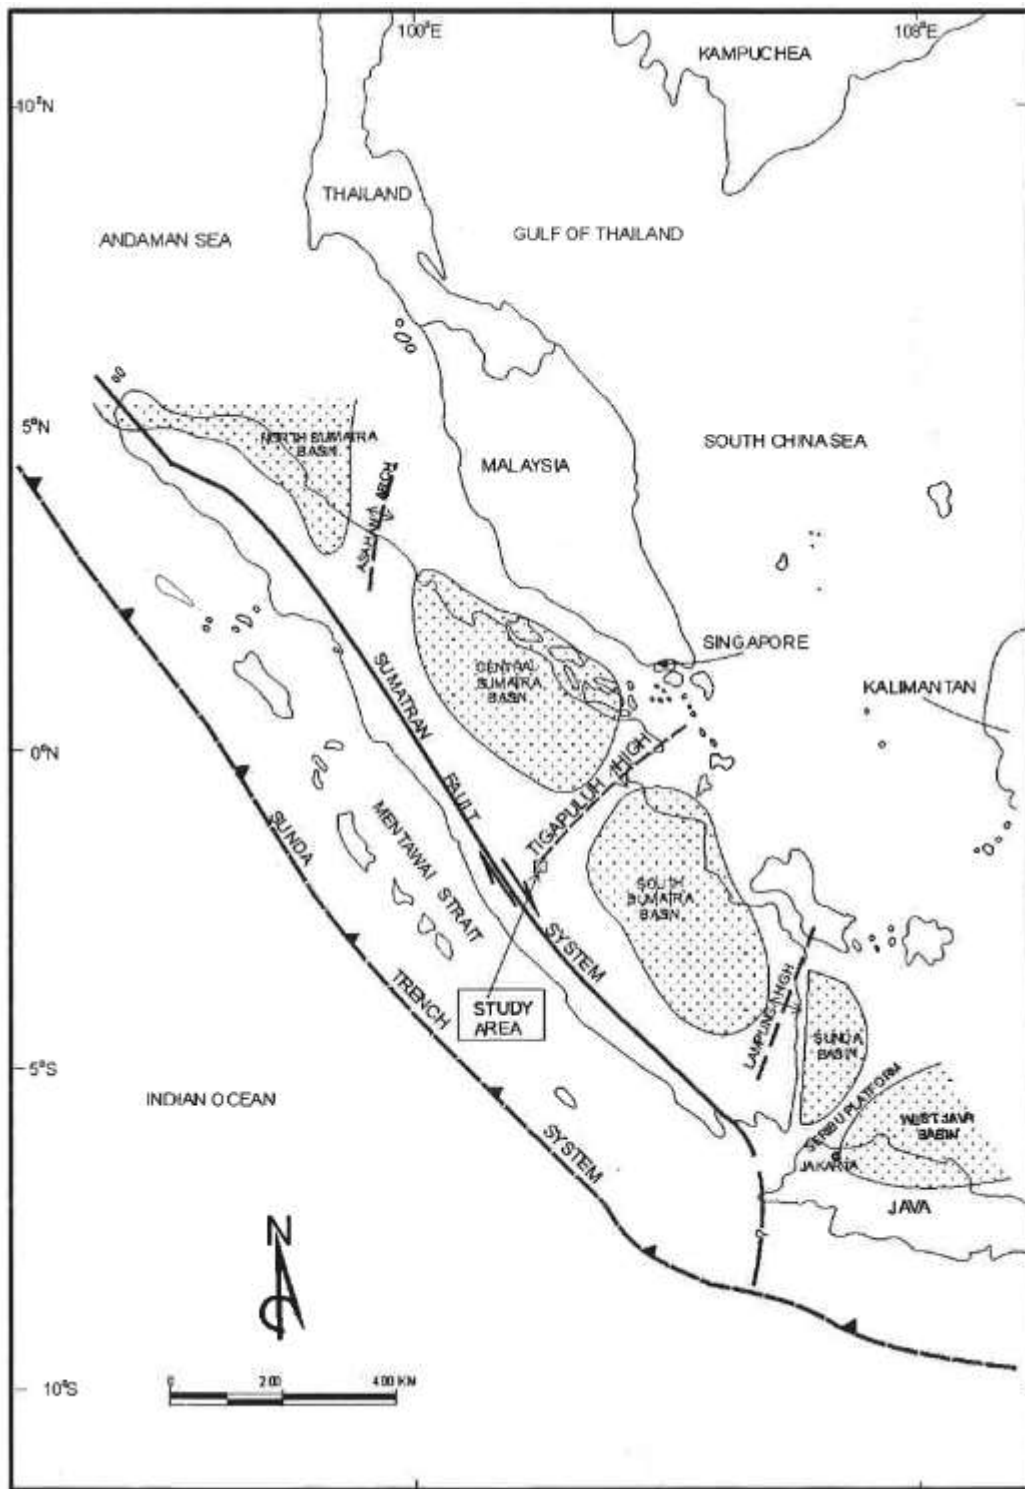 100°E
108°E
KAMPUCHEA
10°N
THAILAND
GULF OF THAILAND
ANDAMAN SEA
5°N
NORTH SUMATRA
BASIN
SOUTH CHINA SEA
MALAYSIA
ASAHAN ARCH
SINGAPORE
CENTRAL
SUMATRA
BASIN
KALIMANTAN
0°N
SUMATRAN
FAULT
SYSTEM
TIGAPULUH HIGH
MENTAWAI STRAIT
SUNDA
TRENCH
SYSTEM
SOUTH
SUMATRA
BASIN
STUDY
AREA
LAMPUNG HIGH
SUNDA
BASIN
5°S
INDIAN OCEAN
SERIBU PLATFORM
WEST JAVA
BASIN
JAKARTA
JAVA
?
N
0 200 400 KM
10°S